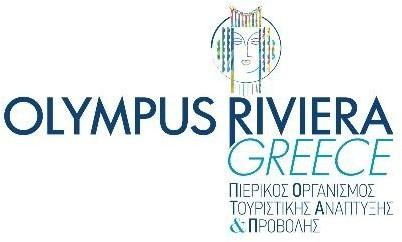 OLYMPUS RIVIERA
GREECE
ΠΙΕΡΙΚΟΣ ΟΡΓΑΝΙΣΜΟΣ
ΤΟΥΡΙΣΤΙΚΗΣ ΑΝΑΠΤΥΞΗΣ
& ΠΡΟΒΟΛΗΣ